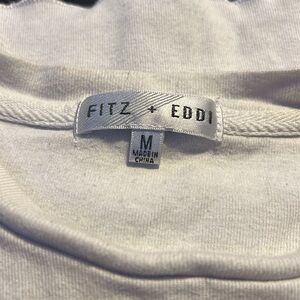 FITZ + EDDI
M
MADE IN
CHINA